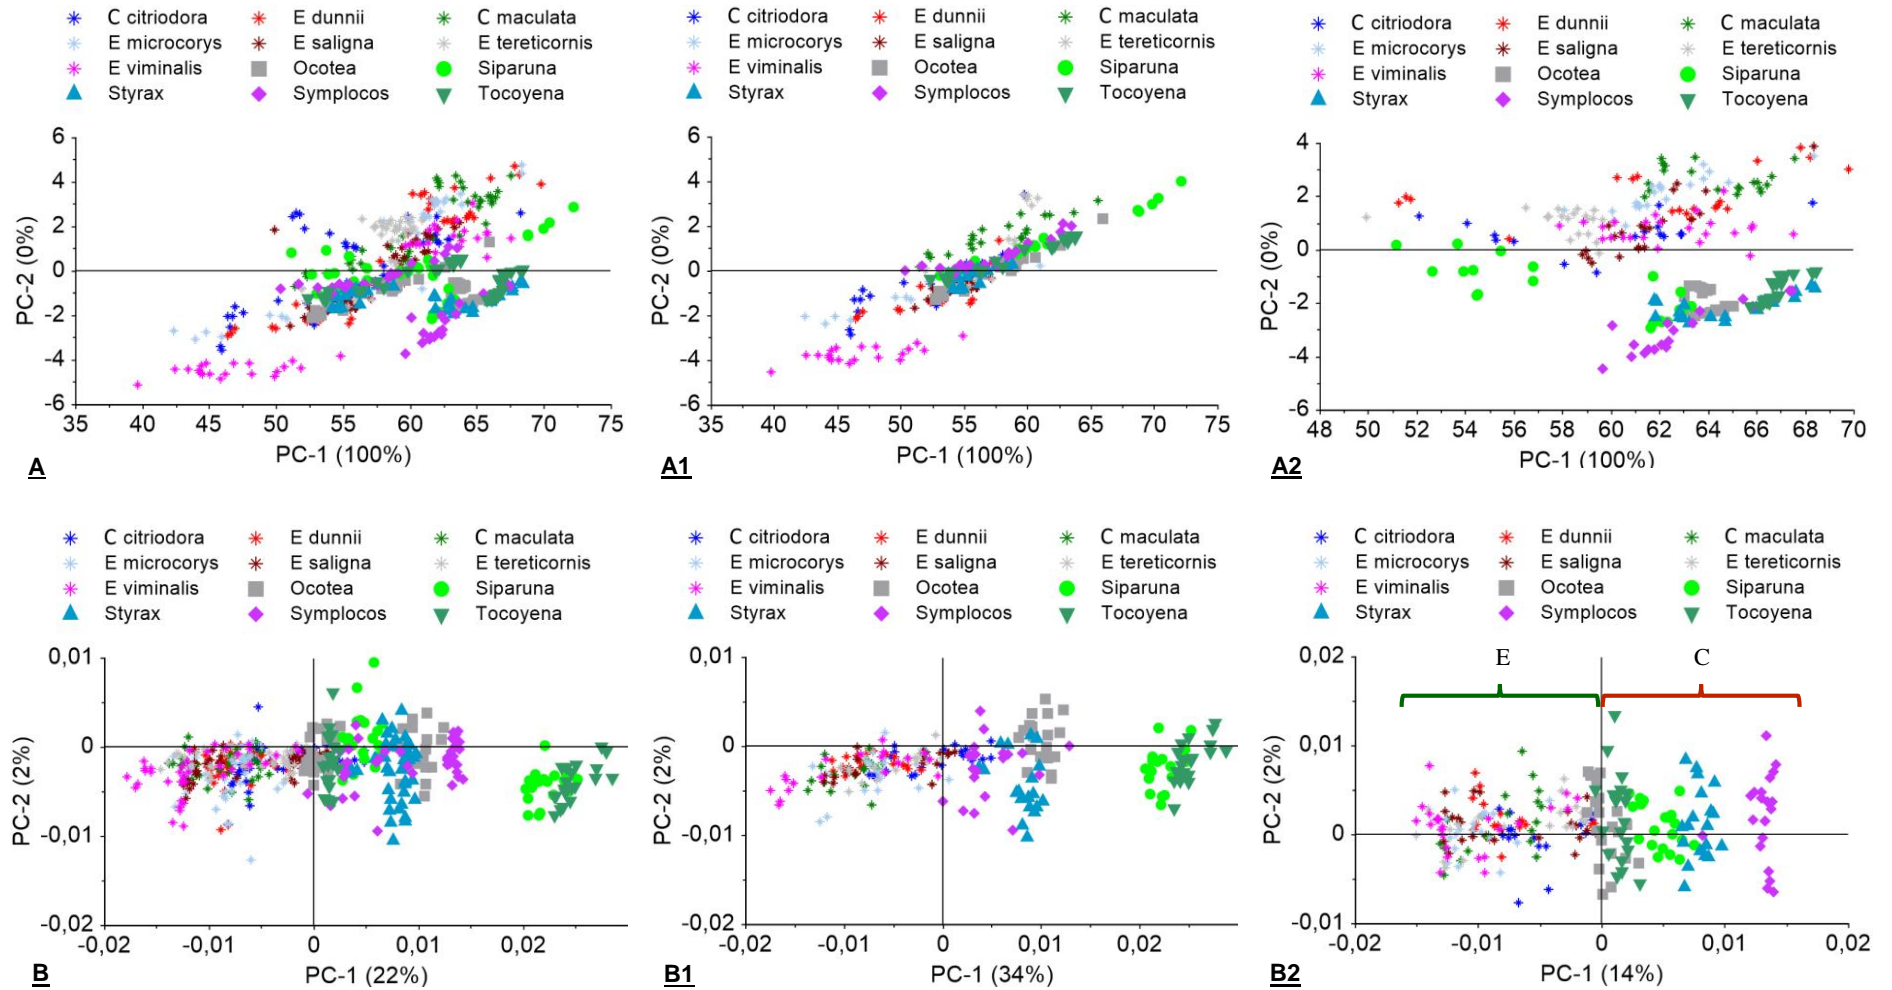 C citriodora E dunnii C maculata
E microcorys E saligna E tereticornis
E viminalis Ocotea Siparuna
Styrax Symplocos Tocoyena
6
4
2
0
-2
-4
-6
PC-2 (0%)
35 40 45 50 55 60 65 70 75
PC-1 (100%)
A
C citriodora E dunnii C maculata
E microcorys E saligna E tereticornis
E viminalis Ocotea Siparuna
Styrax Symplocos Tocoyena
6
4
2
0
-2
-4
-6
PC-2 (0%)
35 40 45 50 55 60 65 70 75
PC-1 (100%)
A1
C citriodora E dunnii C maculata
E microcorys E saligna E tereticornis
E viminalis Ocotea Siparuna
Styrax Symplocos Tocoyena
4
2
0
-2
-4
-6
PC-2 (0%)
48 50 52 54 56 58 60 62 64 66 68 70
PC-1 (100%)
A2
C citriodora E dunnii C maculata
E microcorys E saligna E tereticornis
E viminalis Ocotea Siparuna
Styrax Symplocos Tocoyena
0,01
0
-0,01
-0,02
PC-2 (2%)
-0,02 -0,01 0 0,01 0,02
PC-1 (22%)
B
C citriodora E dunnii C maculata
E microcorys E saligna E tereticornis
E viminalis Ocotea Siparuna
Styrax Symplocos Tocoyena
0,01
0
-0,01
-0,02
PC-2 (2%)
-0,02 -0,01 0 0,01 0,02
PC-1 (34%)
B1
C citriodora E dunnii C maculata
E microcorys E saligna E tereticornis
E viminalis Ocotea Siparuna
Styrax Symplocos Tocoyena
E C
0,02
0,01
0
-0,01
PC-2 (2%)
-0,02 -0,01 0 0,01 0,02
PC-1 (14%)
B2